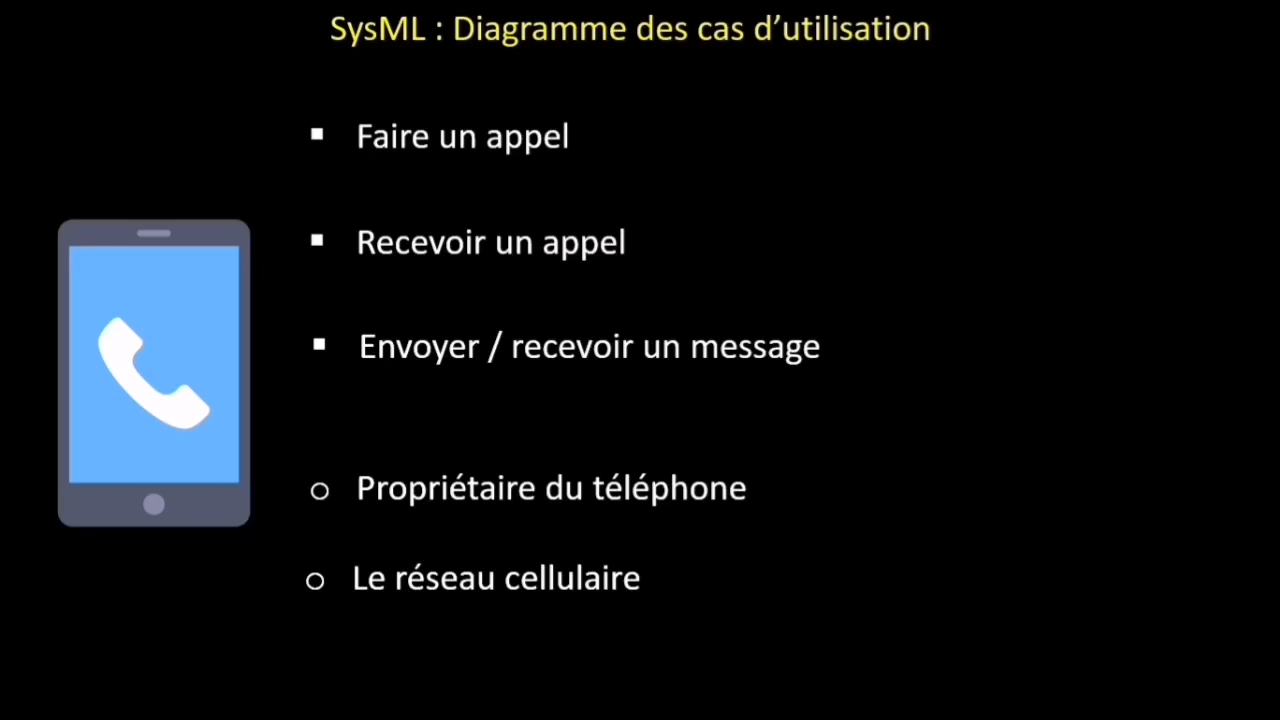 SysML : Diagramme des cas d’utilisation
▪ Faire un appel
▪ Recevoir un appel
▪ Envoyer / recevoir un message
o Propriétaire du téléphone
o Le réseau cellulaire